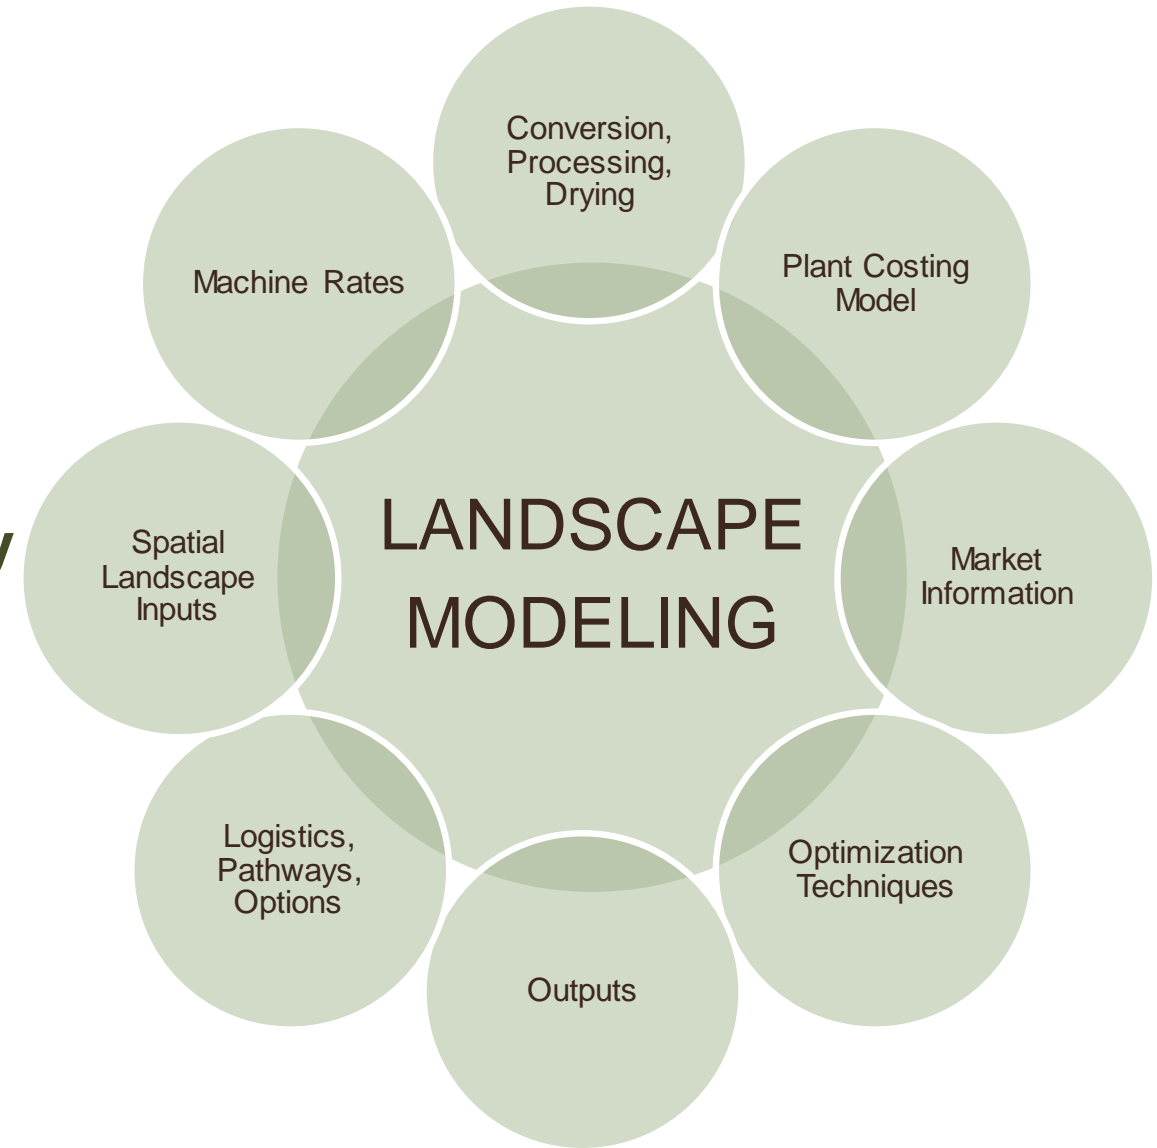 Conversion,
Processing,
Drying
Plant Costing
Model
Market
Information
Optimization
Techniques
Outputs
Logistics,
Pathways,
Options
Spatial
Landscape
Inputs
Machine Rates
LANDSCAPE
MODELING